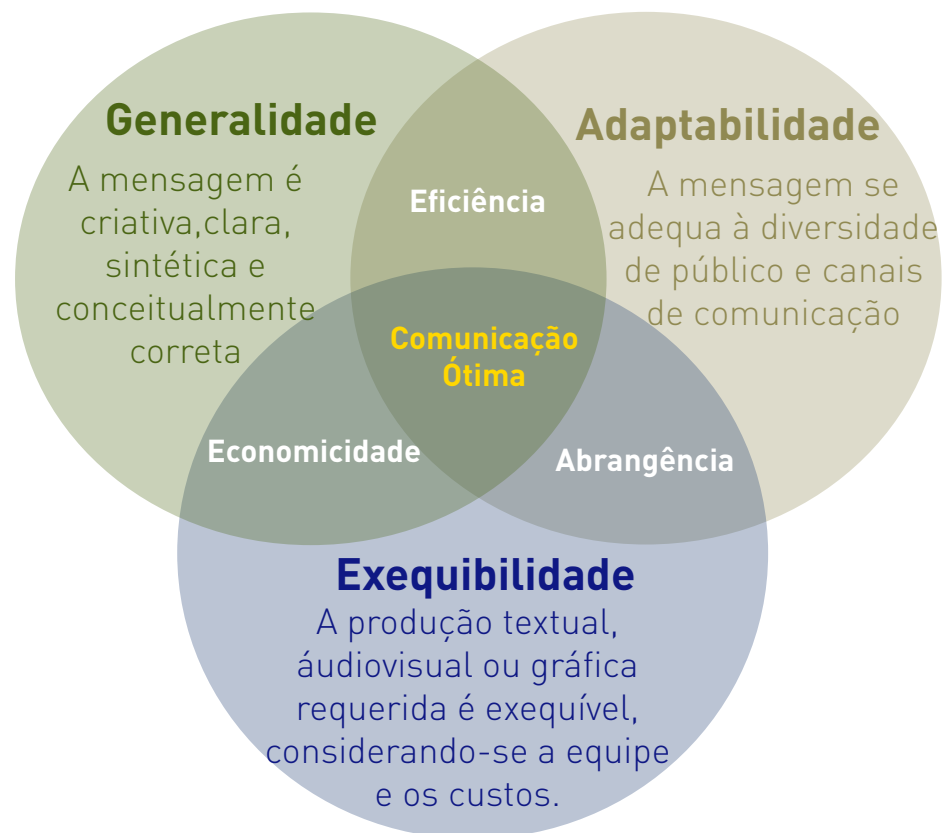 Generalidade
A mensagem é
criativa,clara,
sintética e
conceitualmente
correta
Adaptabilidade
A mensagem se
adequa à diversidade
de público e canais
de comunicação
Eficiência
Comunicação
Ótima
Economicidade
Abrangência
Exequibilidade
A produção textual,
áudiovisual ou gráfica
requerida é exequível,
considerando-se a equipe
e os custos.